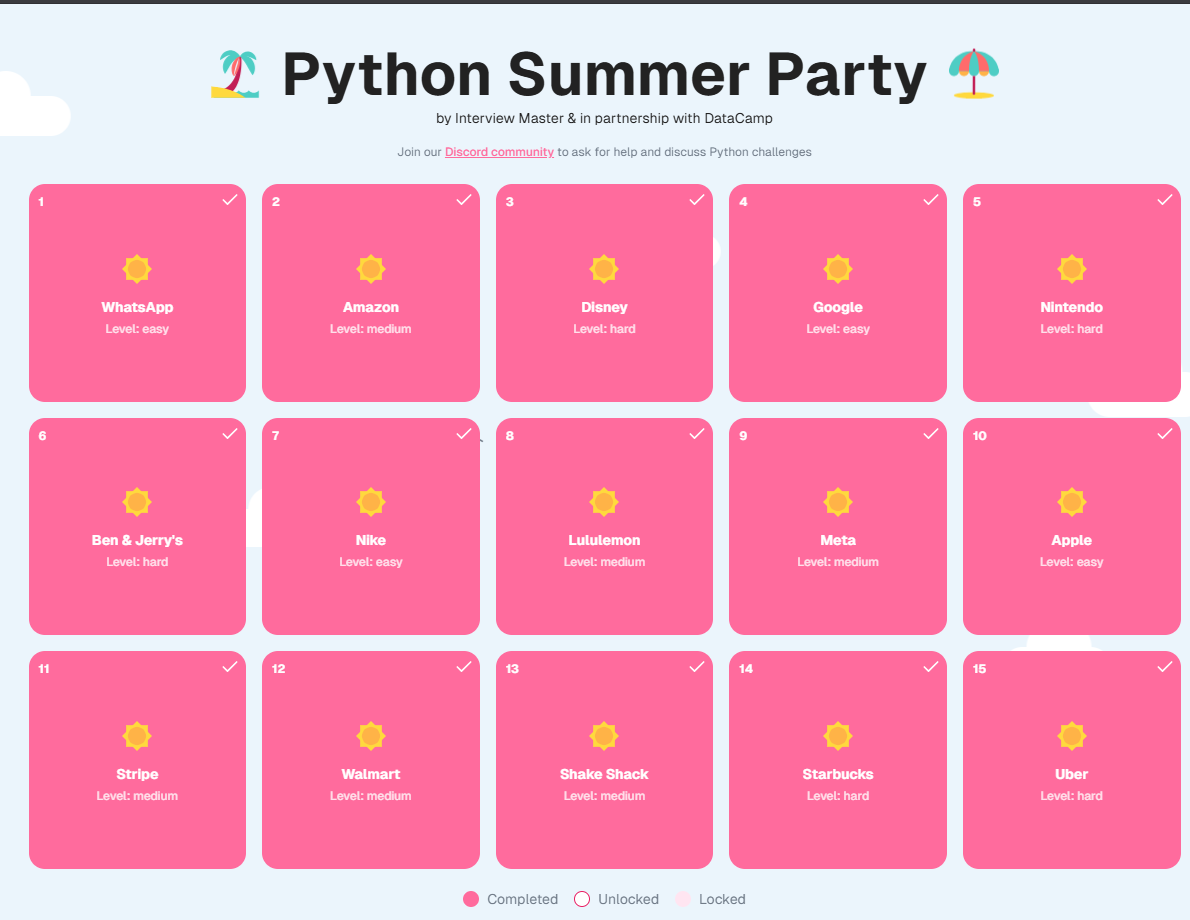 Python Summer Party
by Interview Master & in partnership with DataCamp
Join our Discord community to ask for help and discuss Python challenges
1
WhatsApp
Level: easy
2
Amazon
Level: medium
3
Disney
Level: hard
4
Google
Level: easy
5
Nintendo
Level: hard
6
Ben & Jerry's
Level: hard
7
Nike
Level: easy
8
Lululemon
Level: medium
9
Meta
Level: medium
10
Apple
Level: easy
11
Stripe
Level: medium
12
Walmart
Level: medium
13
Shake Shack
Level: medium
14
Starbucks
Level: hard
15
Uber
Level: hard
Completed Unlocked Locked